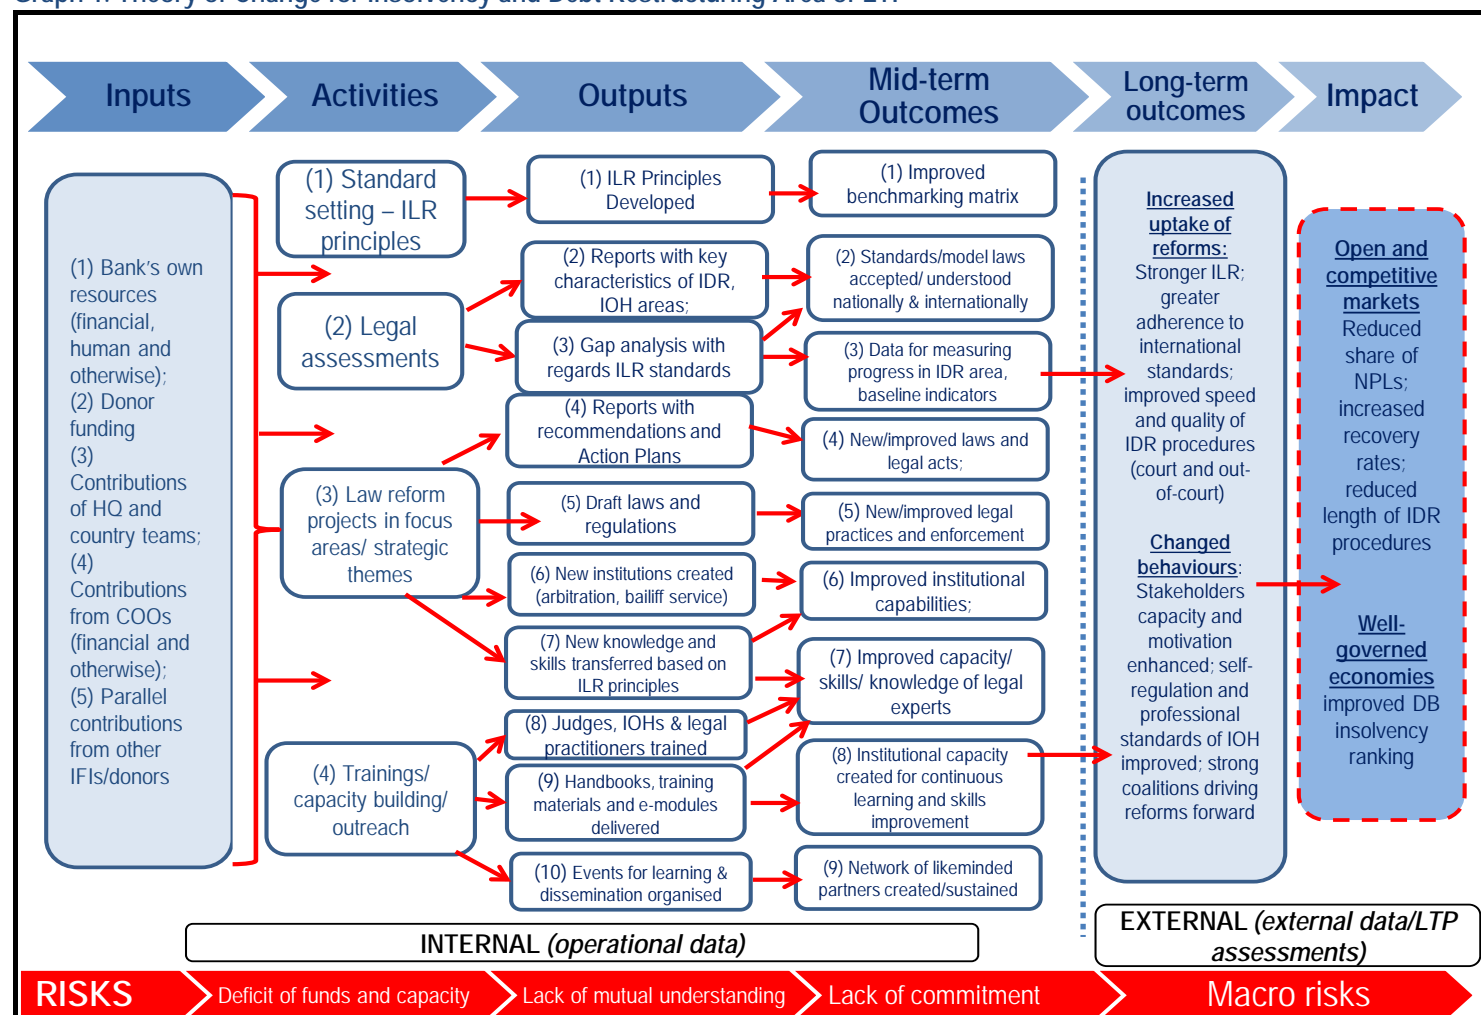 Graph 1: Theory of Change for Insolvency and Debt Restructuring Area of LTP
Inputs
Activities
Outputs
Mid-term
Outcomes
Long-term
outcomes
Impact
(1) Bank's own
resources
(financial,
human and
otherwise);
(2) Donor
funding
(3)
Contributions
of HQ and
country teams;
(4)
Contributions
from COOs
(financial and
otherwise);
(5) Parallel
contributions
from other
IFIs/donors
(1) Standard
setting – ILR
principles
(2) Legal
assessments
(3) Law reform
projects in focus
areas/ strategic
themes
(4) Trainings/
capacity building/
outreach
(1) ILR Principles
Developed
(2) Reports with key
characteristics of IDR,
IOH areas;
(3) Gap analysis with
regards ILR standards
(4) Reports with
recommendations and
Action Plans
(5) Draft laws and
regulations
(6) New institutions created
(arbitration, bailiff service)
(7) New knowledge and
skills transferred based on
ILR principles
(8) Judges, IOHs & legal
practitioners trained
(9) Handbooks, training
materials and e-modules
delivered
(10) Events for learning &
dissemination organised
(1) Improved
benchmarking matrix
(2) Standards/model laws
accepted/ understood
nationally & internationally
(3) Data for measuring
progress in IDR area,
baseline indicators
(4) New/improved laws and
legal acts;
(5) New/improved legal
practices and enforcement
(6) Improved institutional
capabilities;
(7) Improved capacity/
skills/ knowledge of legal
experts
(8) Institutional capacity
created for continuous
learning and skills
improvement
(9) Network of likeminded
partners created/sustained
Increased
uptake of
reforms:
Stronger ILR;
greater
adherence to
international
standards;
improved speed
and quality of
IDR procedures
(court and out-
of-court)
Changed
behaviours:
Stakeholders
capacity and
motivation
enhanced; self-
regulation and
professional
standards of IOH
improved; strong
coalitions driving
reforms forward
Open and
competitive
markets
Reduced
share of
NPLs;
increased
recovery
rates;
reduced
length of IDR
procedures
Well-
governed
economies
improved DB
insolvency
ranking
INTERNAL (operational data)
EXTERNAL (external data/LTP
assessments)
RISKS
Deficit of funds and capacity
Lack of mutual understanding
Lack of commitment
Macro risks